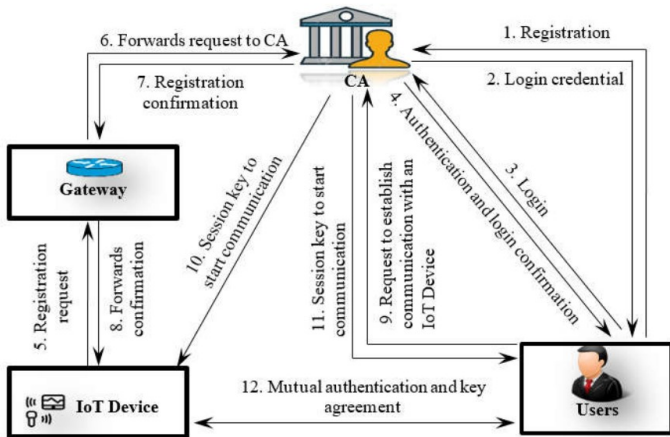 6. Forwards request to CA
1. Registration
7. Registration
confirmation
2. Login credential
CA
4. Authentication and login confirmation
3. Login
Gateway
10. Session key to
start communication
11. Session key to start
communication
9. Request to establish
communication with an
IoT Device
5. Registration
request
8. Forwards
confirmation
IoT Device
12. Mutual authentication and key
agreement
Users